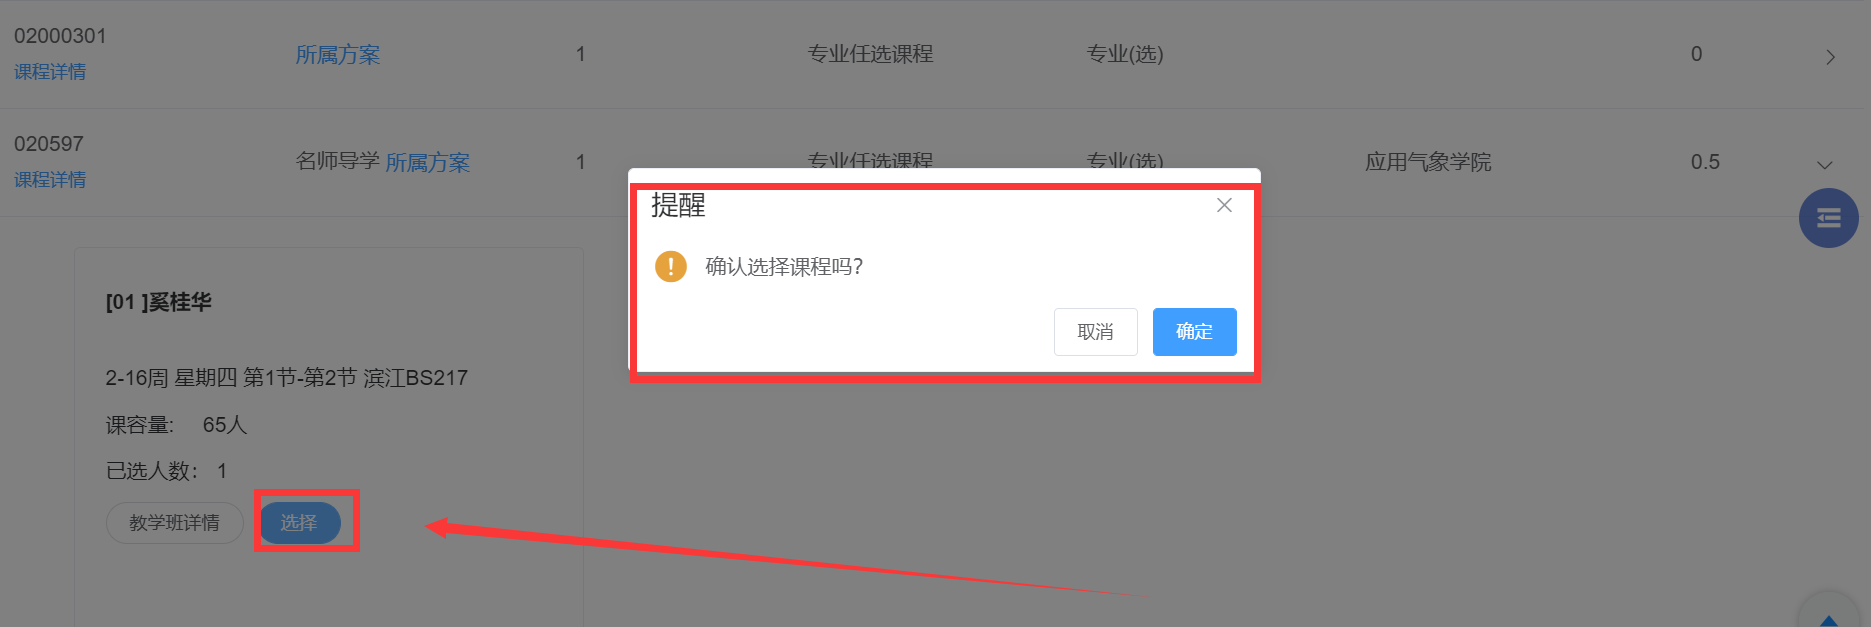 02000301
课程详情
所属方案
1
专业任选课程
专业(选)
0
020597
课程详情
名师导学 所属方案
1
专业任选课程
专业(选)
应用气象学院
0.5
提醒
确认选择课程吗?
取消
确定
[01 ]奚桂华
2-16周 星期四 第1节-第2节 滨江BS217
课容量: 65人
已选人数: 1
教学班详情
选择